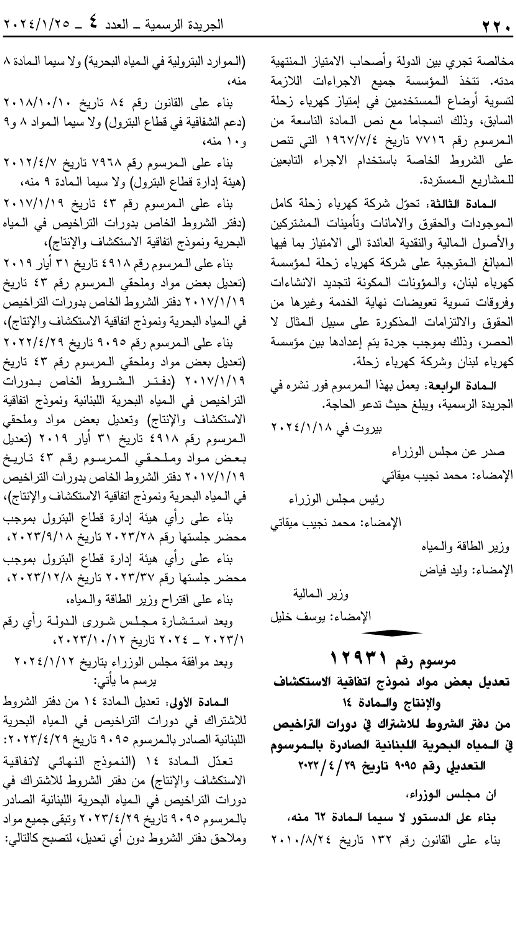 ٢٢٠
الجريدة الرسمية – العدد ٤ – ٢٠٢٤/١/٢٥
مخالصة تجري بين الدولة وأصحاب الامتياز المنتهية
مدته. تتخذ المؤسسة جميع الاجراءات اللازمة
لتسوية أوضاع المستخدمين في إمتياز كهرباء زحلة
السابق، وذلك انسجاما مع نص المادة التاسعة من
المرسوم رقم ٧٧١٦ تاريخ ١٩٦٧/٧/٤ التي تنص
على الشروط الخاصة باستخدام الاجراء التابعين
للمشاريع المستردة.
المادة الثالثة: تحوّل شركة كهرباء زحلة كامل
الموجودات والحقوق والامانات وتأمينات المشتركين
والأصول المالية والنقدية العائدة الى الامتياز بما فيها
المبالغ المتوجبة على شركة كهرباء زحلة لمؤسسة
كهرباء لبنان، والمؤونات المكونة لتجديد الانشاءات
وفروقات تسوية تعويضات نهاية الخدمة وغيرها من
الحقوق والالتزامات المذكورة على سبيل المثال لا
الحصر، وذلك بموجب جردة يتم إعدادها بين مؤسسة
كهرباء لبنان وشركة كهرباء زحلة.
المادة الرابعة: يعمل بهذا المرسوم فور نشره في
الجريدة الرسمية، ويبلغ حيث تدعو الحاجة.
بيروت في ٢٠٢٤/١/١٨
صدر عن مجلس الوزراء
الإمضاء: محمد نجيب ميقاتي
رئيس مجلس الوزراء
الإمضاء: محمد نجيب ميقاتي
وزير الطاقة والمياه
الإمضاء: وليد فياض
وزير المالية
الإمضاء: يوسف خليل
مرسوم رقم ١٢٩٣١
تعديل بعض مواد نموذج اتفاقية الاستكشاف
والإنتاج والمادة ١٤
من دفتر الشروط للاشتراك في دورات التراخيص
في المياه البحرية اللبنانية الصادرة بالمرسوم
التعديلي رقم ٩٠٩٥ تاريخ ٢٠٢٢/٤/٢٩
ان مجلس الوزراء،
بناء على الدستور لا سيما المادة ٦٢ منه،
بناء على القانون رقم ١٣٢ تاريخ ٢٠١٠/٨/٢٤
(الموارد البترولية في المياه البحرية) ولا سيما المادة ٨
منه،
بناء على القانون رقم ٨٤ تاريخ ٢٠١٨/١٠/١٠
(دعم الشفافية في قطاع البترول) ولا سيما المواد ٨ و٩
و١٠ منه،
بناء على المرسوم رقم ٧٩٦٨ تاريخ ٢٠١٢/٤/٧
(هيئة إدارة قطاع البترول) ولا سيما المادة ٩ منه،
بناء على المرسوم رقم ٤٣ تاريخ ٢٠١٧/١/١٩
(دفتر الشروط الخاص بدورات التراخيص في المياه
البحرية ونموذج اتفاقية الاستكشاف والإنتاج)،
بناء على المرسوم رقم ٤٩١٨ تاريخ ٣١ أيار ٢٠١٩
(تعديل بعض مواد وملحقي المرسوم رقم ٤٣ تاريخ
٢٠١٧/١/١٩ دفتر الشروط الخاص بدورات التراخيص
في المياه البحرية ونموذج اتفاقية الاستكشاف والإنتاج)،
بناء على المرسوم رقم ٩٠٩٥ تاريخ ٢٠٢٢/٤/٢٩
(تعديل بعض مواد وملحقي المرسوم رقم ٤٣ تاريخ
٢٠١٧/١/١٩ (دفتر الشروط الخاص بدورات
التراخيص في المياه البحرية اللبنانية ونموذج اتفاقية
الاستكشاف والإنتاج) وتعديل بعض مواد وملحقي
المرسوم رقم ٤٩١٨ تاريخ ٣١ أيار ٢٠١٩ (تعديل
بعض مواد وملحقي المرسوم رقم ٤٣ تاريخ
٢٠١٧/١/١٩ دفتر الشروط الخاص بدورات التراخيص
في المياه البحرية ونموذج اتفاقية الاستكشاف والإنتاج)،
بناء على رأي هيئة إدارة قطاع البترول بموجب
محضر جلستها رقم ٢٠٢٣/٢٨ تاريخ ٢٠٢٣/٩/١٨،
بناء على رأي هيئة إدارة قطاع البترول بموجب
محضر جلستها رقم ٢٠٢٣/٣٧ تاريخ ٢٠٢٣/١٢/٨،
بناء على اقتراح وزير الطاقة والمياه،
وبعد استشارة مجلس شورى الدولة رأي رقم
٢٠٢٣/١ – ٢٠٢٤ تاريخ ٢٠٢٣/١٠/١٢،
وبعد موافقة مجلس الوزراء بتاريخ ٢٠٢٤/١/١٢
يرسم ما يأتي:
المادة الأولى: تعديل المادة ١٤ من دفتر الشروط
للاشتراك في دورات التراخيص في المياه البحرية
اللبنانية الصادر بالمرسوم ٩٠٩٥ تاريخ ٢٠٢٣/٤/٢٩:
تعدّل المادة ١٤ (النموذج النهائي لاتفاقية
الاستكشاف والإنتاج) من دفتر الشروط للاشتراك في
دورات التراخيص في المياه البحرية اللبنانية الصادر
بالمرسوم ٩٠٩٥ تاريخ ٢٠٢٣/٤/٢٩ وتبقى جميع مواد
وملاحق دفتر الشروط دون أي تعديل، لتصبح كالتالي: